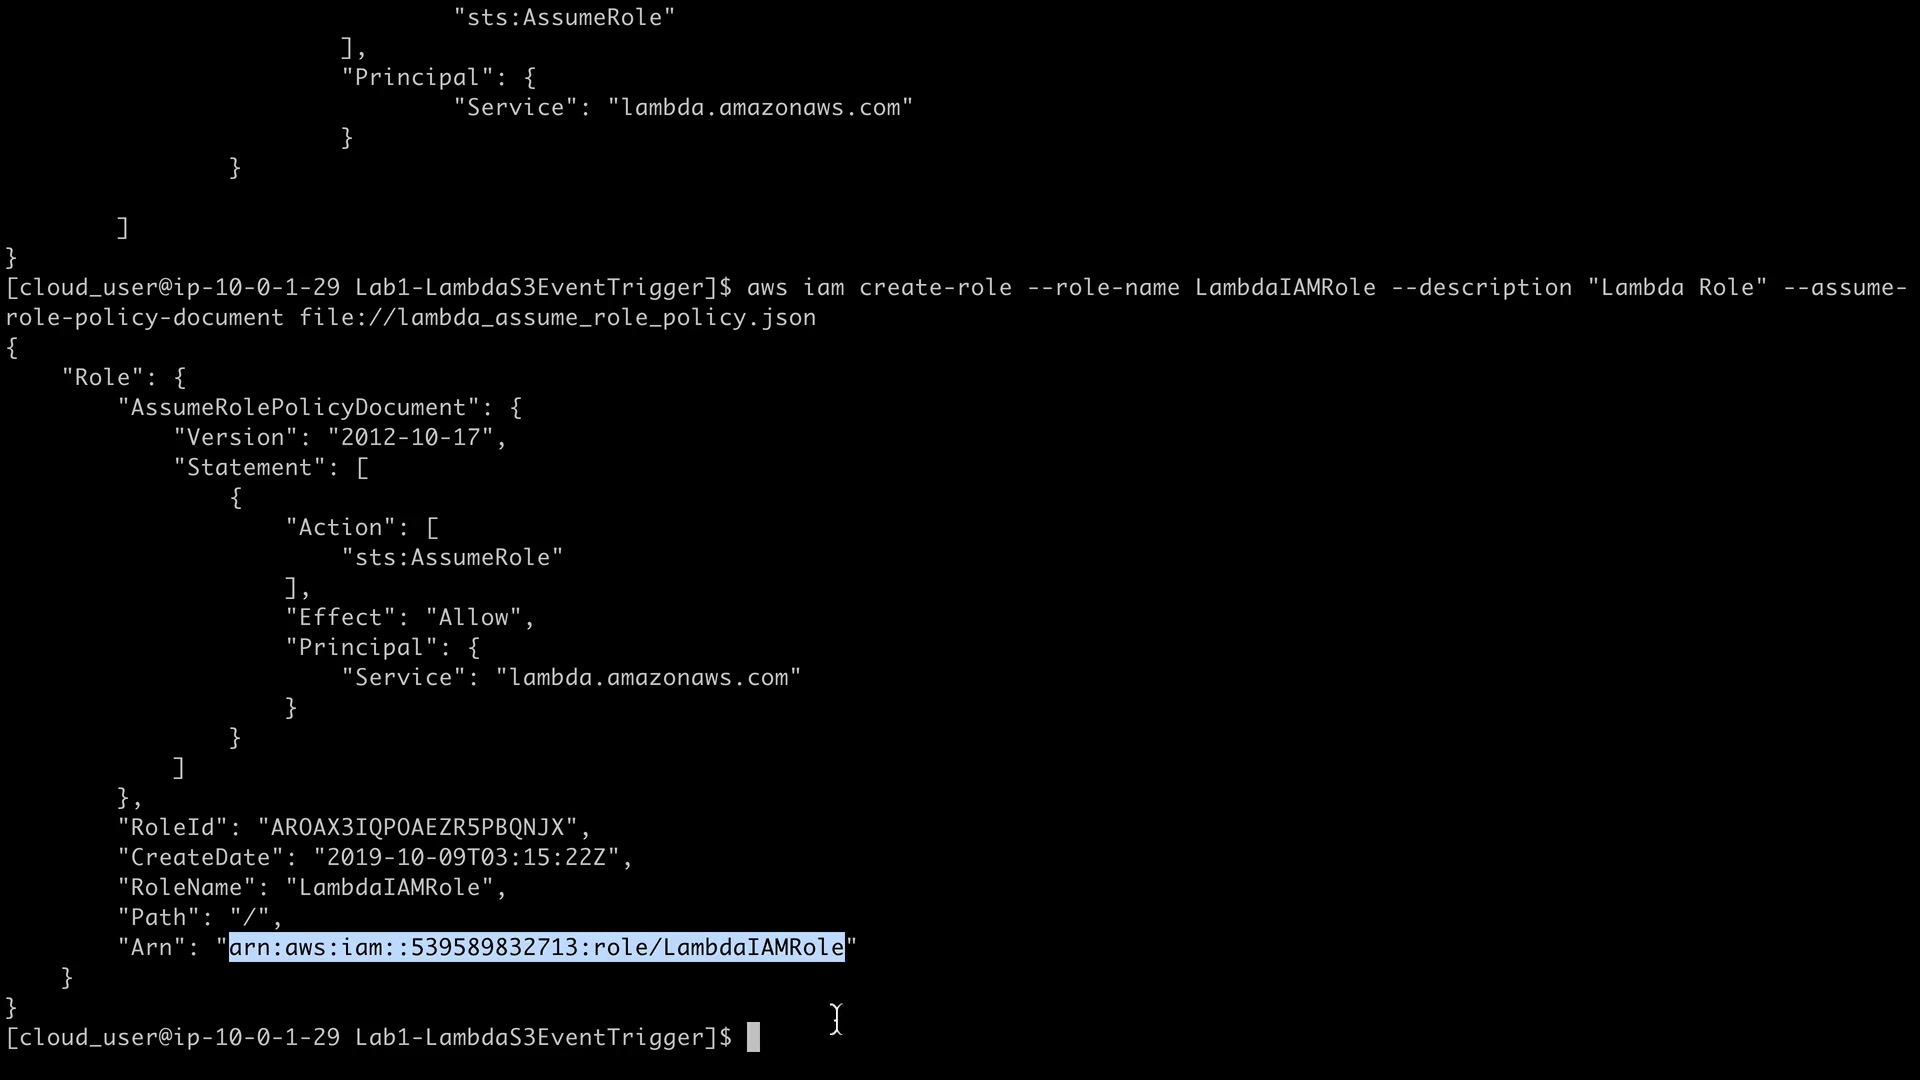 "sts:AssumeRole"
],
"Principal": {
"Service": "lambda.amazonaws.com"
}
}
]
}
[cloud_user@ip-10-0-1-29 Lab1-LambdaS3EventTrigger]$ aws iam create-role --role-name LambdaIAMRole --description "Lambda Role" --assume-
role-policy-document file://lambda_assume_role_policy.json
{
"Role": {
"AssumeRolePolicyDocument": {
"Version": "2012-10-17",
"Statement": [
{
"Action": [
"sts:AssumeRole"
],
"Effect": "Allow",
"Principal": {
"Service": "lambda.amazonaws.com"
}
}
]
},
"RoleId": "AROAX3IQPOAEZR5PBQNJX",
"CreateDate": "2019-10-09T03:15:22Z",
"RoleName": "LambdaIAMRole",
"Path": "/",
"Arn": "arn:aws:iam::539589832713:role/LambdaIAMRole"
}
}
[cloud_user@ip-10-0-1-29 Lab1-LambdaS3EventTrigger]$